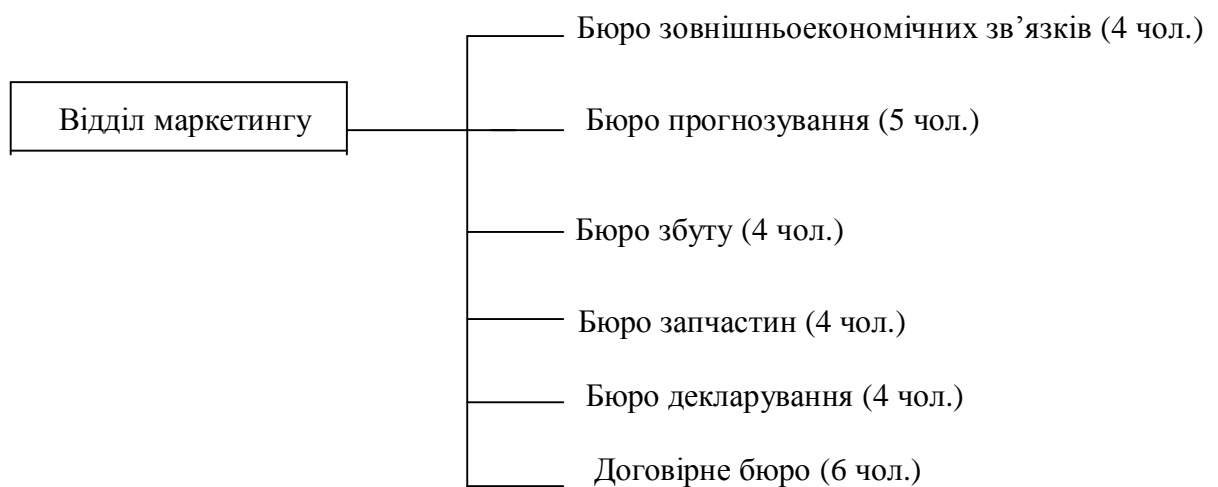 Бюро зовнішньоекономічних зв’язків (4 чол.)
Відділ маркетингу
Бюро прогнозування (5 чол.)
Бюро збуту (4 чол.)
Бюро запчастин (4 чол.)
Бюро декларування (4 чол.)
Договірне бюро (6 чол.)